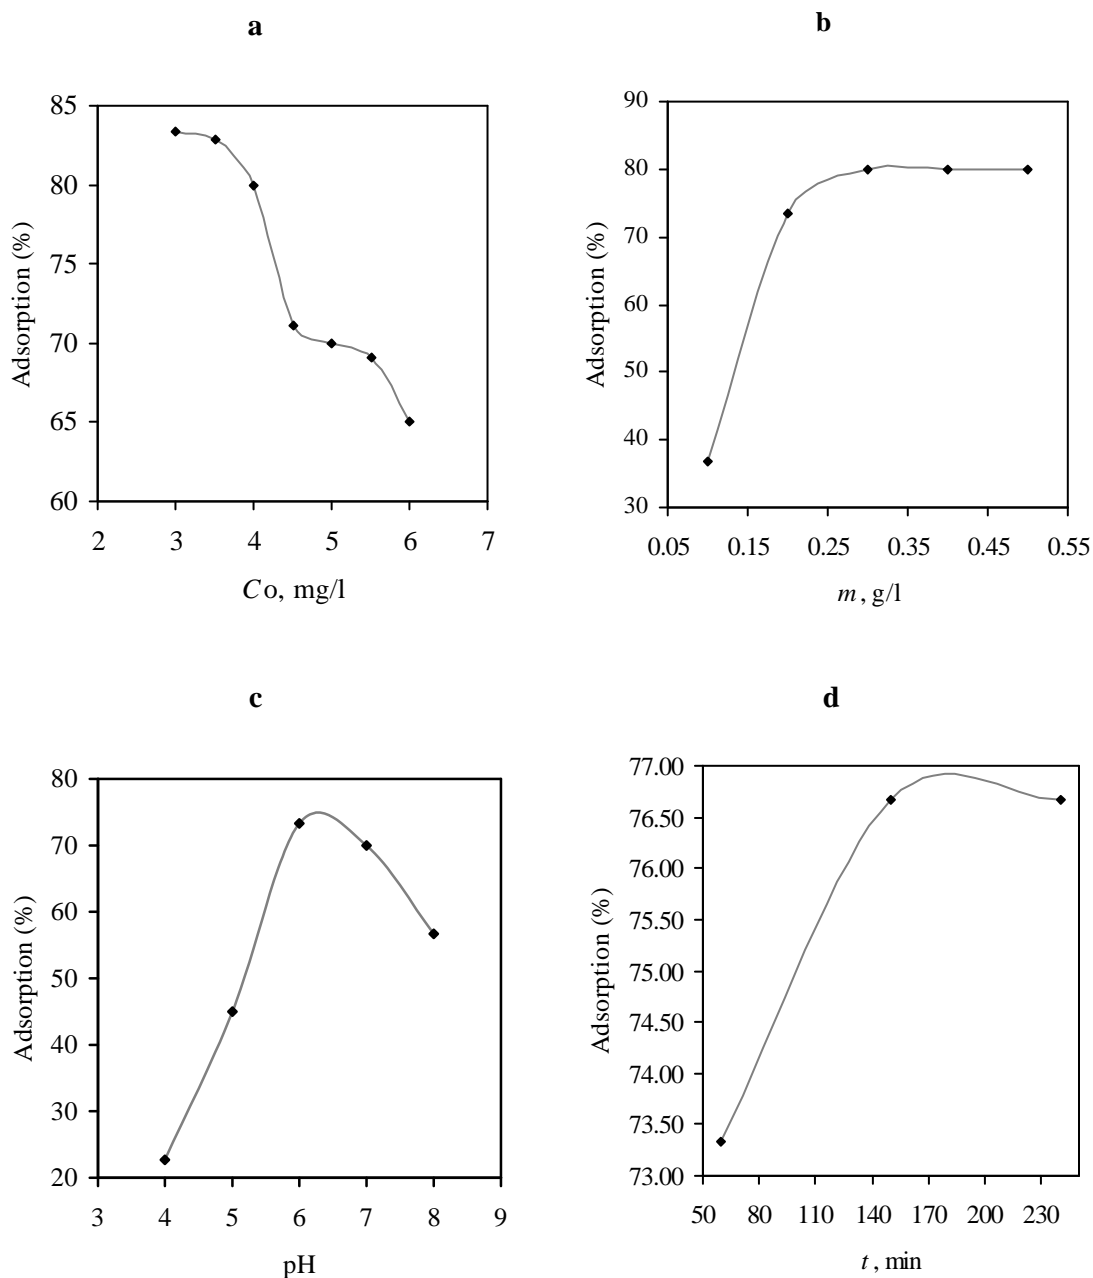 a
85
80
75
70
65
60
Adsorption (%)
2 3 4 5 6 7
Co, mg/l
b
90
80
70
60
50
40
30
Adsorption (%)
0.05 0.15 0.25 0.35 0.45 0.55
m, g/l
c
80
70
60
50
40
30
20
Adsorption (%)
3 4 5 6 7 8 9
pH
d
77.00
76.50
76.00
75.50
75.00
74.50
74.00
73.50
73.00
Adsorption (%)
50 80 110 140 170 200 230
t, min